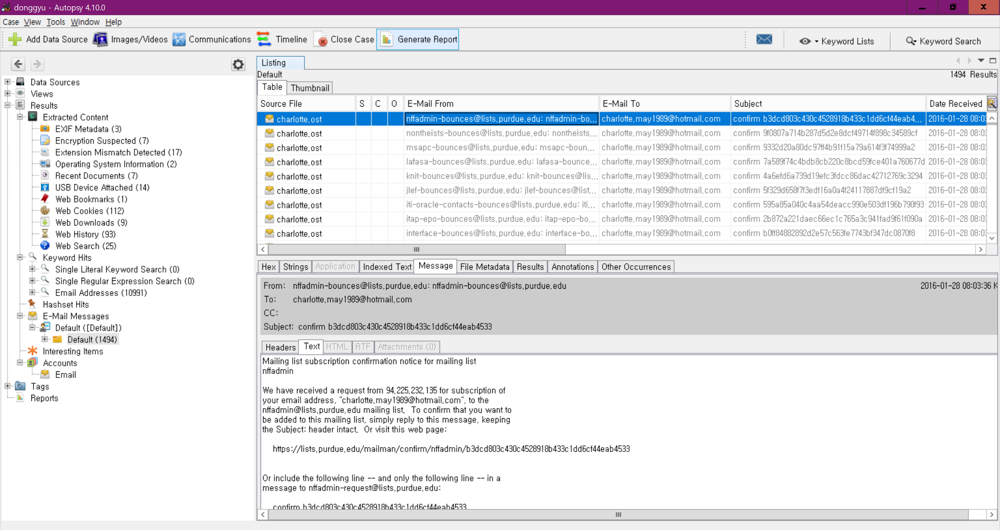 donggyu - Autopsy 4.10.0
Case View Tools Window Help
Add Data Source Images/Videos Communications Timeline Close Case Generate Report Keyword Lists Keyword Search
Data Sources
Views
Results
Extracted Content
EXIF Metadata (3)
Encryption Suspected (7)
Extension Mismatch Detected (17)
Operating System Information (2)
Recent Documents (7)
USB Device Attached (14)
Web Bookmarks (1)
Web Cookies (112)
Web Downloads (9)
Web History (93)
Web Search (25)
Keyword Hits
Single Literal Keyword Search (0)
Single Regular Expression Search (0)
Email Addresses (10991)
Hashset Hits
E-Mail Messages
Default ([Default])
Default (1494)
Interesting Items
Accounts
Email
Tags
Reports
Listing
Default 1494 Results
Table Thumbnail
Source File S C O E-Mail From E-Mail To Subject Date Received
charlotte.ost nffadmin-bounces@lists.purdue.edu: nffadmin-bo... charlotte.may1989@hotmail.com confirm b3dcd803c430c4528918b433c1dd6cf44eab4... 2016-01-28 08:03
charlotte.ost nontheists-bounces@lists.purdue.edu: nontheists... charlotte.may1989@hotmail.com confirm 9f0807a714b287d5d2e8dcf49714f898c34589cf 2016-01-28 08:03
charlotte.ost msapc-bounces@lists.purdue.edu: msapc-boun... charlotte.may1989@hotmail.com confirm 9332d20a80dc97ff4b91f15a79a614f3f74999a2 2016-01-28 08:03
charlotte.ost lafasa-bounces@lists.purdue.edu: lafasa-bounce... charlotte.may1989@hotmail.com confirm 7a589f74c4bdb8cb220c8bcd59fce401a760677d 2016-01-28 08:03
charlotte.ost knit-bounces@lists.purdue.edu: knit-bounces@lis... charlotte.may1989@hotmail.com confirm 4a6efd6a739d19efc3fdcc86dac42712769c3294 2016-01-28 08:03
charlotte.ost jlef-bounces@lists.purdue.edu: jlef-bounces@list... charlotte.may1989@hotmail.com confirm 5f329d658f7f3edf16a0a4f24117887df9cf19a2 2016-01-28 08:03
charlotte.ost iti-oracle-contacts-bounces@lists.purdue.edu: iti... charlotte.may1989@hotmail.com confirm 595a85a040c4aa54deacc990e503df196b790f93 2016-01-28 08:03
charlotte.ost itap-epo-bounces@lists.purdue.edu: itap-epo-bo... charlotte.may1989@hotmail.com confirm 2b872a221daec66ec1c765a3c941fad9f61f090a 2016-01-28 08:03
charlotte.ost interface-bounces@lists.purdue.edu: interface-bo... charlotte.may1989@hotmail.com confirm b0ff84882892d2e57c563fe7743bf347dc0870f8 2016-01-28 08:03
Hex Strings Application Indexed Text Message File Metadata Results Annotations Other Occurrences
From: nffadmin-bounces@lists.purdue.edu: nffadmin-bounces@lists.purdue.edu 2016-01-28 08:03:36 K
To: charlotte.may1989@hotmail.com
CC:
Subject: confirm b3dcd803c430c4528918b433c1dd6cf44eab4533
Headers Text HTML RTF Attachments (0)
Mailing list subscription confirmation notice for mailing list
nffadmin
We have received a request from 94.225.232.135 for subscription of
your email address, "charlotte.may1989@hotmail.com", to the
nffadmin@lists.purdue.edu mailing list. To confirm that you want to
be added to this mailing list, simply reply to this message, keeping
the Subject: header intact. Or visit this web page:
https://lists.purdue.edu/mailman/confirm/nffadmin/b3dcd803c430c4528918b433c1dd6cf44eab4533
Or include the following line -- and only the following line -- in a
message to nffadmin-request@lists.purdue.edu:
confirm b3dcd803c430c4528918b433c1dd6cf44eab4533